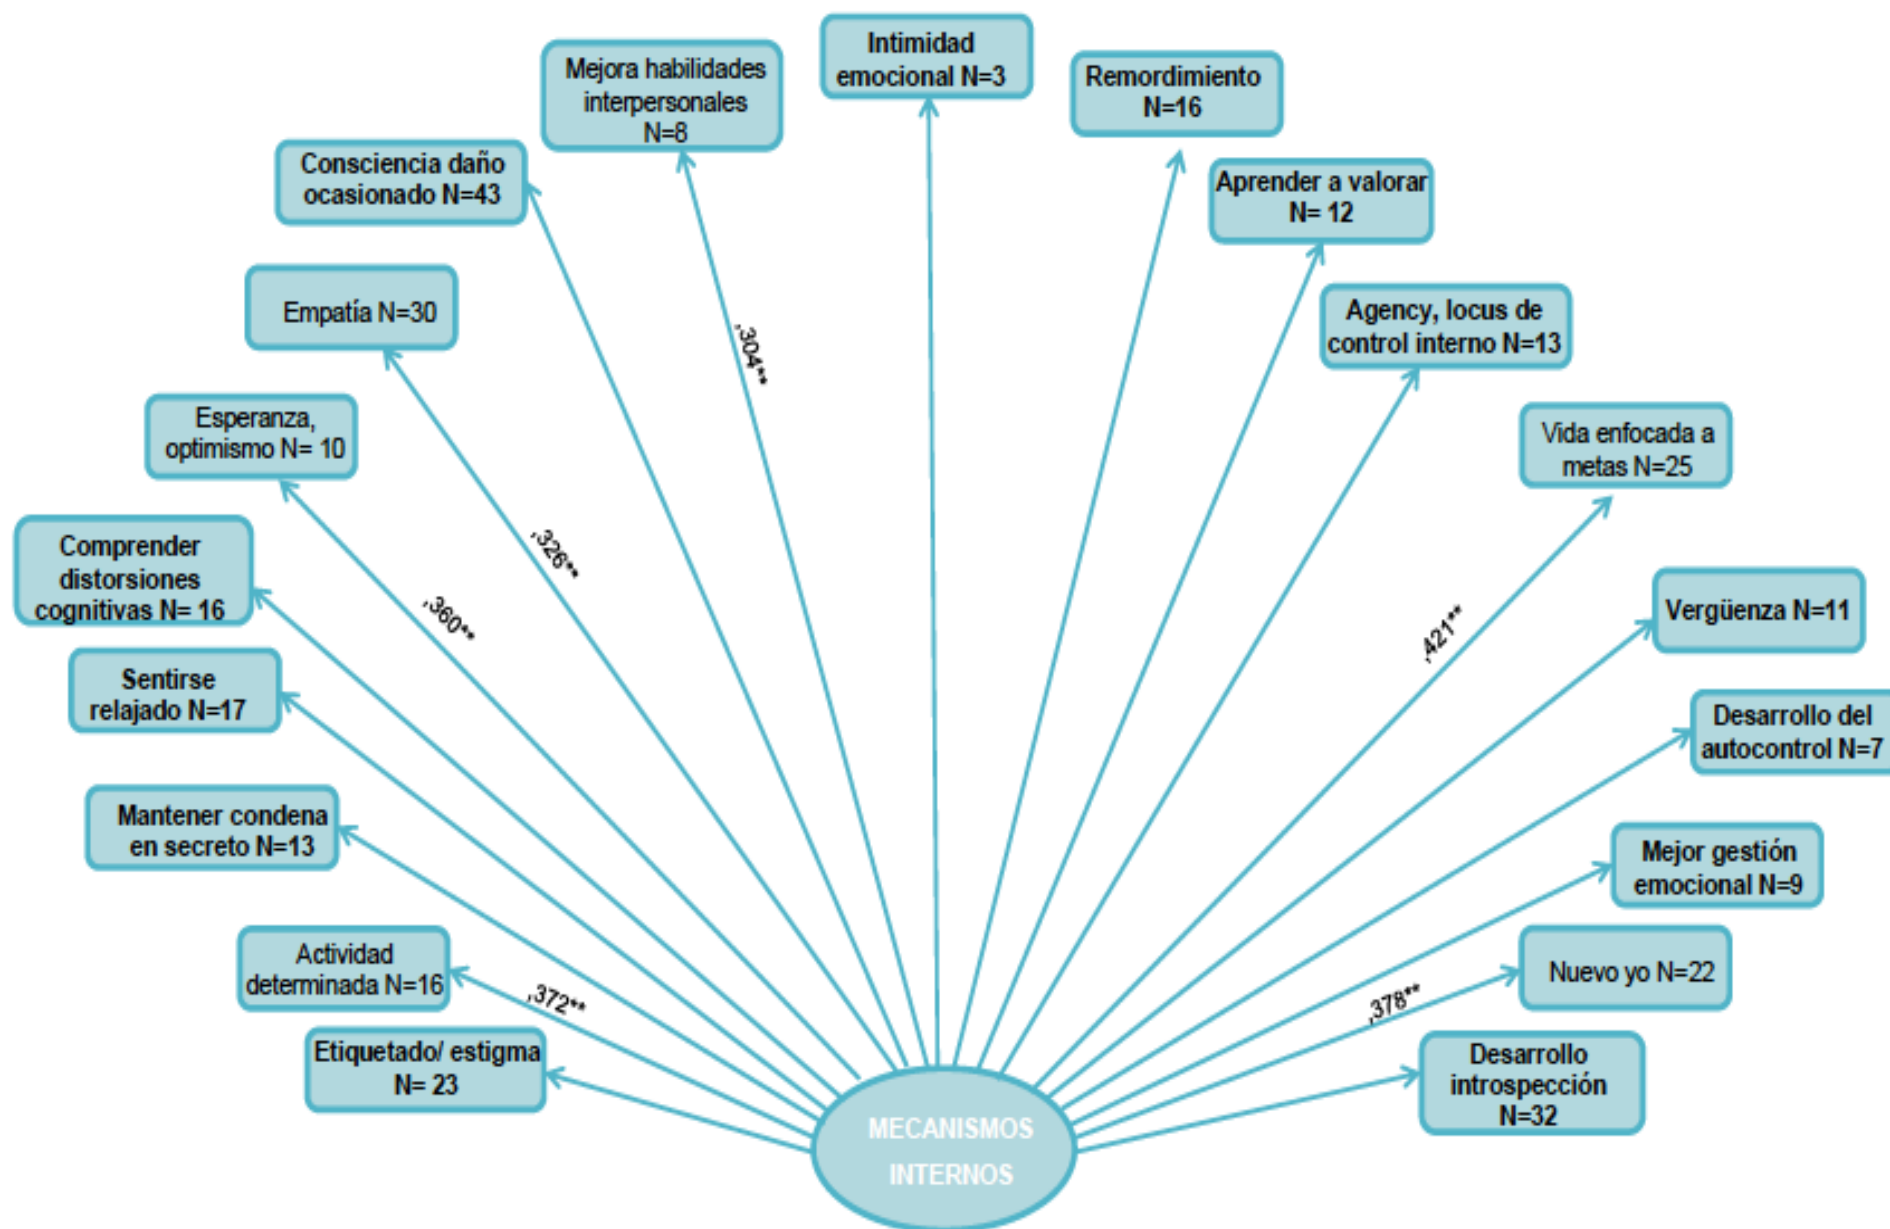 Intimidad
emocional N=3
Mejora habilidades
interpersonales
N=8
Remordimiento
N=16
Consciencia daño
ocasionado N=43
Aprender a valorar
N= 12
Empatía N=30
Agency, locus de
control interno N=13
,304**
Esperanza,
optimismo N= 10
Vida enfocada a
metas N=25
Comprender
distorsiones
cognitivas N= 16
,326**
,360**
,421**
Vergüenza N=11
Sentirse
relajado N=17
Desarrollo del
autocontrol N=7
Mantener condena
en secreto N=13
Mejor gestión
emocional N=9
Actividad
determinada N=16
,372**
,378**
Nuevo yo N=22
Etiquetado/ estigma
N= 23
Desarrollo
introspección
N=32
MECANISMOS
INTERNOS